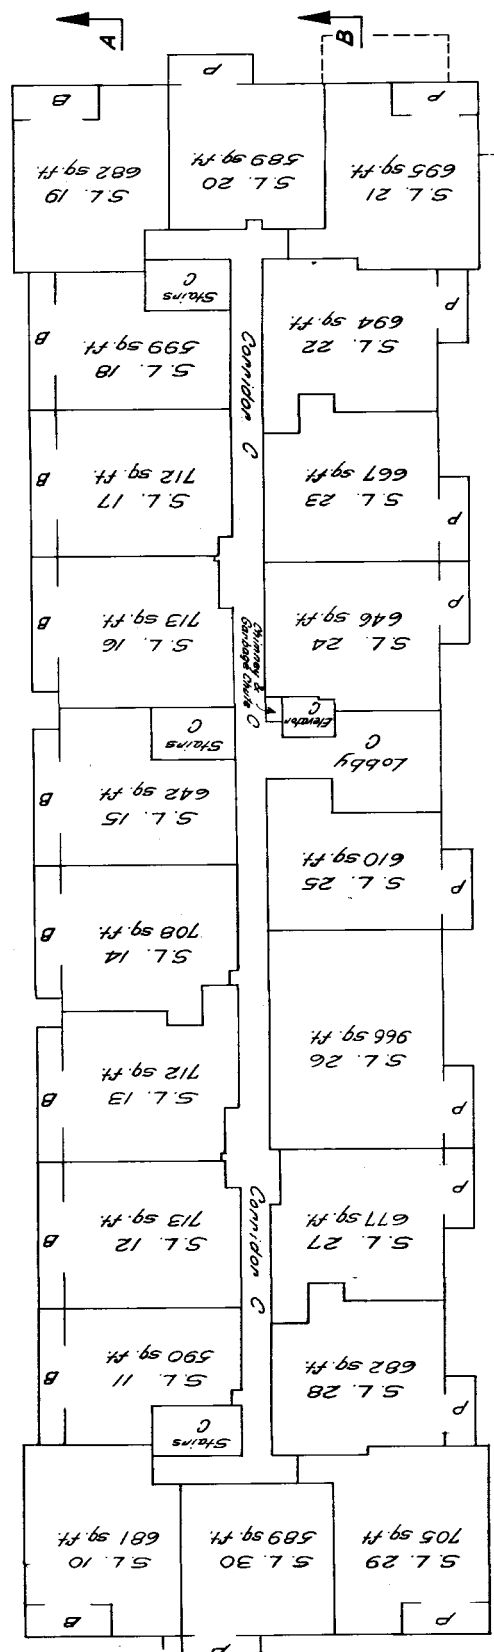 A
B
P
B
P
S.L. 19
682 sq.ft.
S.L. 20
589 sq.ft.
S.L. 21
695 sq.ft.
Stairs
C
B
S.L. 18
599 sq.ft.
Corridor C
S.L. 22
694 sq.ft.
P
B
S.L. 17
712 sq.ft.
S.L. 23
667 sq.ft.
P
B
S.L. 16
713 sq.ft.
S.L. 24
646 sq.ft.
P
Chimney &
Garbage Chute
C
Elevator
C
Lobby
C
Stairs
C
B
S.L. 15
642 sq.ft.
S.L. 25
610 sq.ft.
P
B
S.L. 14
708 sq.ft.
S.L. 26
966 sq.ft.
P
B
S.L. 13
712 sq.ft.
Corridor C
S.L. 27
677 sq.ft.
P
B
S.L. 12
713 sq.ft.
S.L. 28
682 sq.ft.
P
B
S.L. 11
590 sq.ft.
Stairs
C
S.L. 10
681 sq.ft.
B
S.L. 30
589 sq.ft.
P
S.L. 29
705 sq.ft.
P